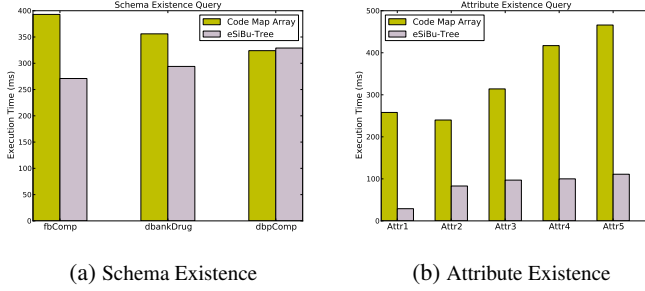 Schema Existence Query
Execution Time (ms)
400
350
300
250
200
150
100
50
0
Code Map Array
eSiBu-Tree
fbComp dbankDrug dbpComp
(a) Schema Existence
Attribute Existence Query
Execution Time (ms)
500
400
300
200
100
0
Code Map Array
eSiBu-Tree
Attr1 Attr2 Attr3 Attr4 Attr5
(b) Attribute Existence